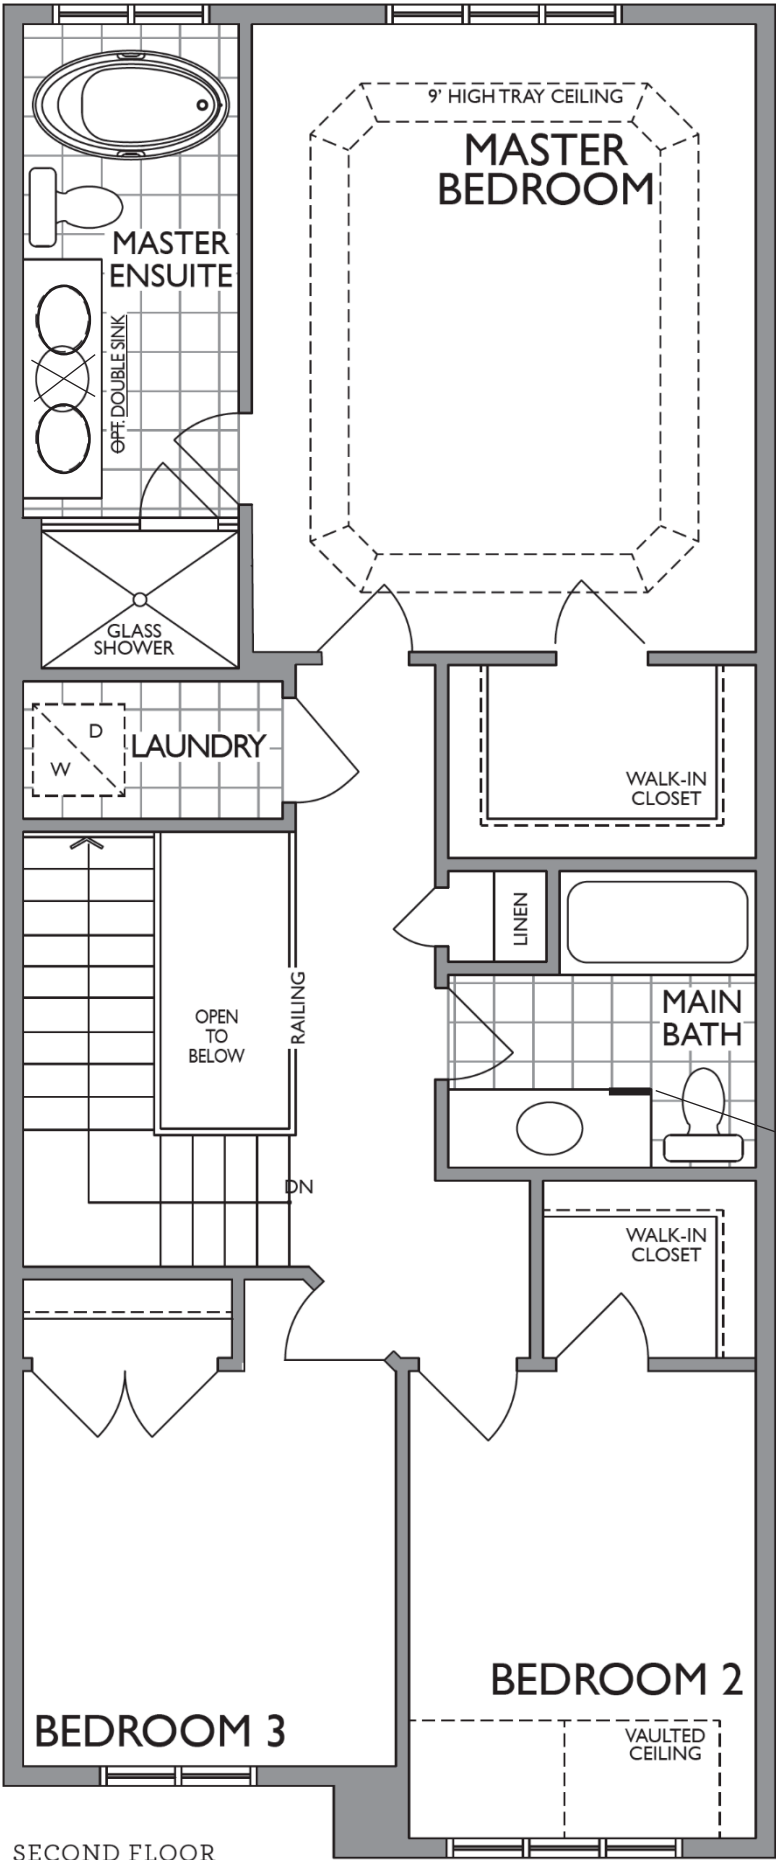 9' HIGH TRAY CEILING
MASTER
BEDROOM
MASTER
ENSUITE
OPT. DOUBLE SINK
GLASS
SHOWER
D
W
LAUNDRY
WALK-IN
CLOSET
LINEN
RAILING
OPEN
TO
BELOW
MAIN
BATH
DN
WALK-IN
CLOSET
BEDROOM 2
BEDROOM 3
VAULTED
CEILING
SECOND FLOOR